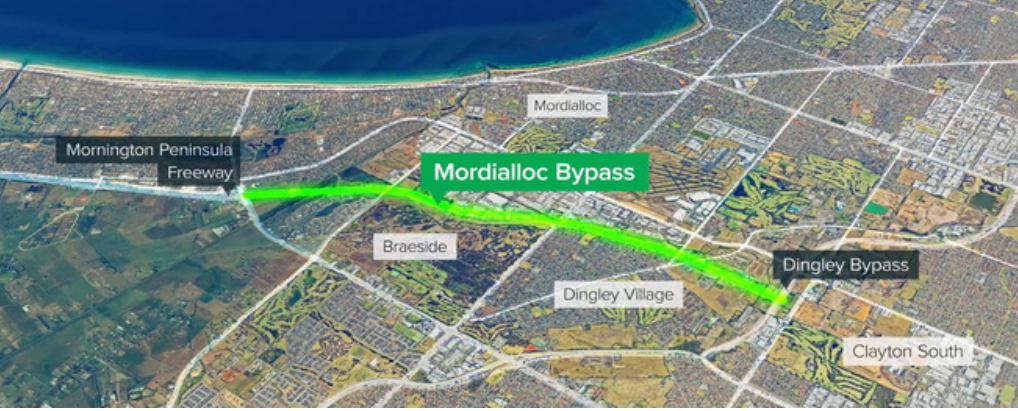 Mordialloc
Mornington Peninsula
Freeway
Mordialloc Bypass
Braeside
Dingley Bypass
Dingley Village
Clayton South